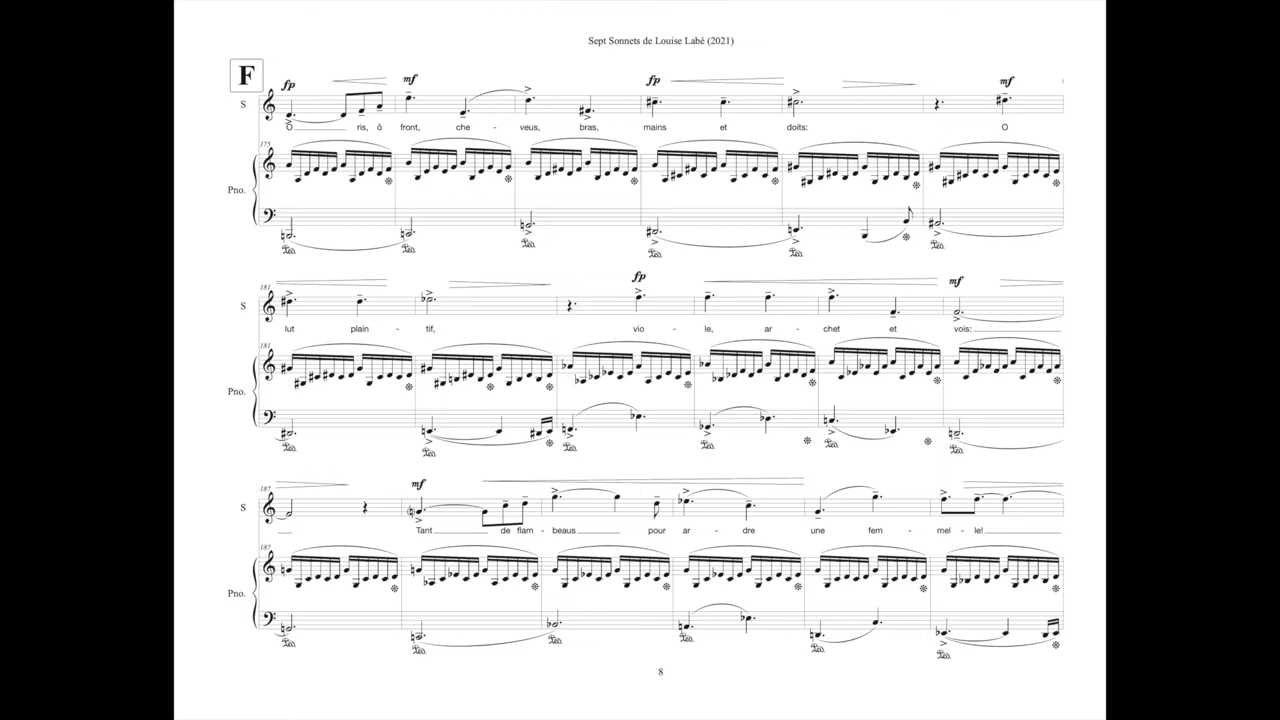 Sept Sonnets de Louise Labé (2021)
F
fp mf fp mf
S
O ris, ô front, che - veus, bras, mains et doits: O
175
Pno.
181 fp mf
S
lut plain - tif, vio - le, ar - chet et vois:
181
Pno.
187 mf
S
Tant de flam - beaus pour ar - dre une fem - mel - le!
187
Pno.
8